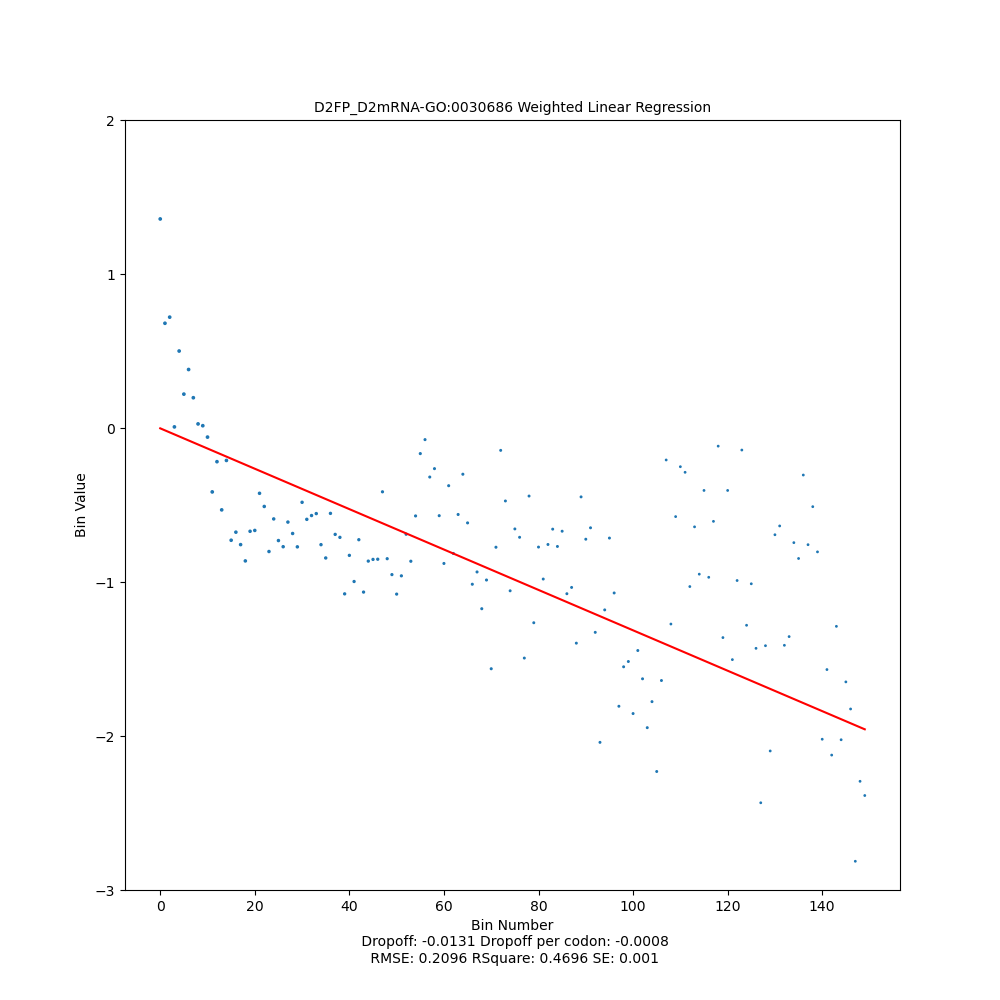 D2FP_D2mRNA-GO:0030686 Weighted Linear Regression
2
1
0
−1
−2
−3
Bin Value
0 20 40 60 80 100 120 140
Bin Number
Dropoff: -0.0131 Dropoff per codon: -0.0008
RMSE: 0.2096 RSquare: 0.4696 SE: 0.001